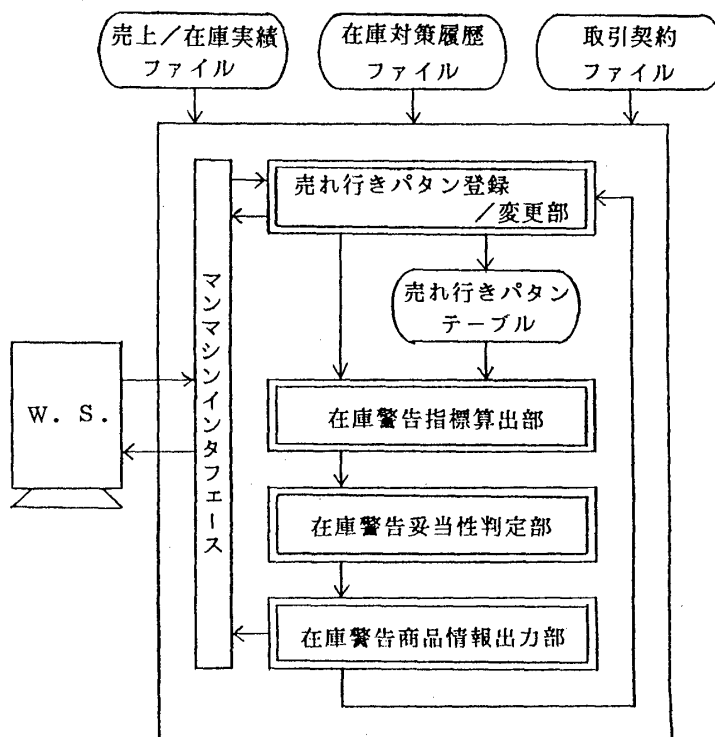 売上／在庫実績
ファイル
在庫対策履歴
ファイル
取引契約
ファイル
売れ行きパタン登録
／変更部
売れ行きパタン
テーブル
マンマシンインタフェース
W．S．
在庫警告指標算出部
在庫警告妥当性判定部
在庫警告商品情報出力部